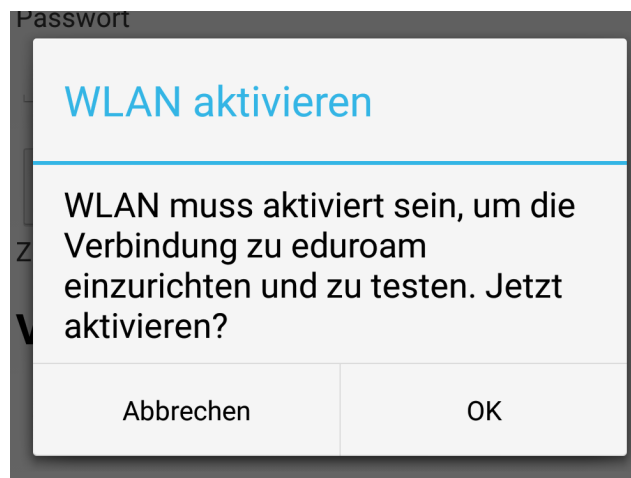 Passwort
WLAN aktivieren
WLAN muss aktiviert sein, um die
Verbindung zu eduroam
einzurichten und zu testen. Jetzt
aktivieren?
Abbrechen
OK